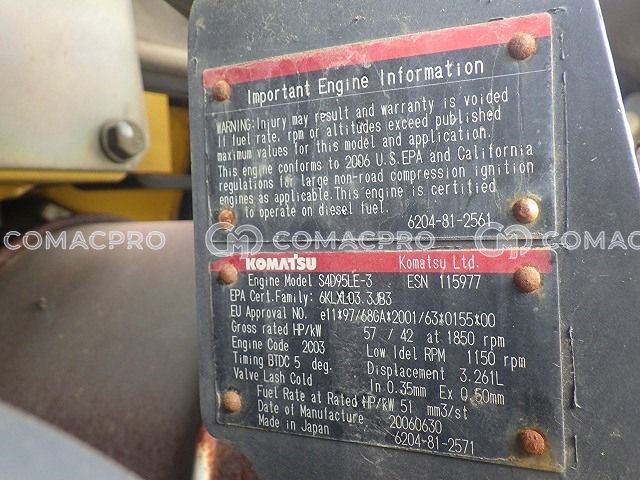 Important Engine Information
WARNING: Injury may result and warranty is voided
If fuel rate, rpm or altitudes exceed published
maximum values for this model and application.
This engine conforms to 2006 U.S.EPA and California
regulations for large non-road compression ignition
engines as applicable.This engine is certified
to operate on diesel fuel.
6204-81-2561
COMACPRO COMACPRO COMACPRO
KOMATSU Komatsu Ltd.
Engine Model S4D95LE-3 ESN 115977
EPA Cert.Family: 6KLXL03.3JB3
EU Approval NO. e11*97/68GA*2001/63*0155*00
Gross rated HP/kW 57 / 42 at 1850 rpm
Engine Code 2C03 Low Idel RPM 1150 rpm
Timing BTDC 5 deg. Displacement 3.261L
Valve Lash Cold In 0.35mm Ex 0.50mm
Fuel Rate at Rated HP/kW 51 mm3/st
Date of Manufacture 20060630
Made in Japan 6204-81-2571